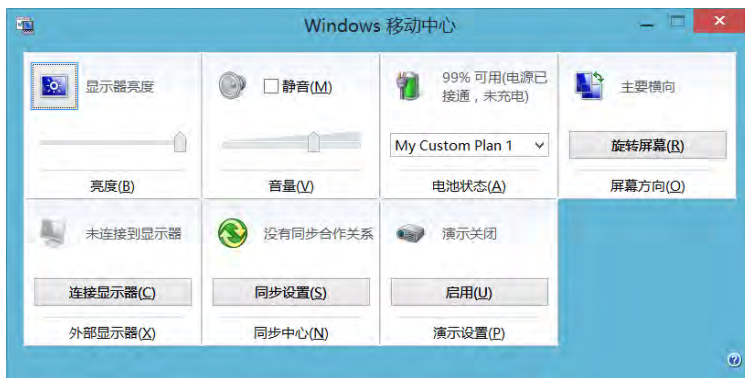 Windows 移动中心
显示器亮度
亮度(B)
静音(M)
音量(V)
99% 可用(电源已
接通，未充电)
My Custom Plan 1
电池状态(A)
主要横向
旋转屏幕(R)
屏幕方向(O)
未连接到显示器
连接显示器(C)
外部显示器(X)
没有同步合作关系
同步设置(S)
同步中心(N)
演示关闭
启用(U)
演示设置(P)